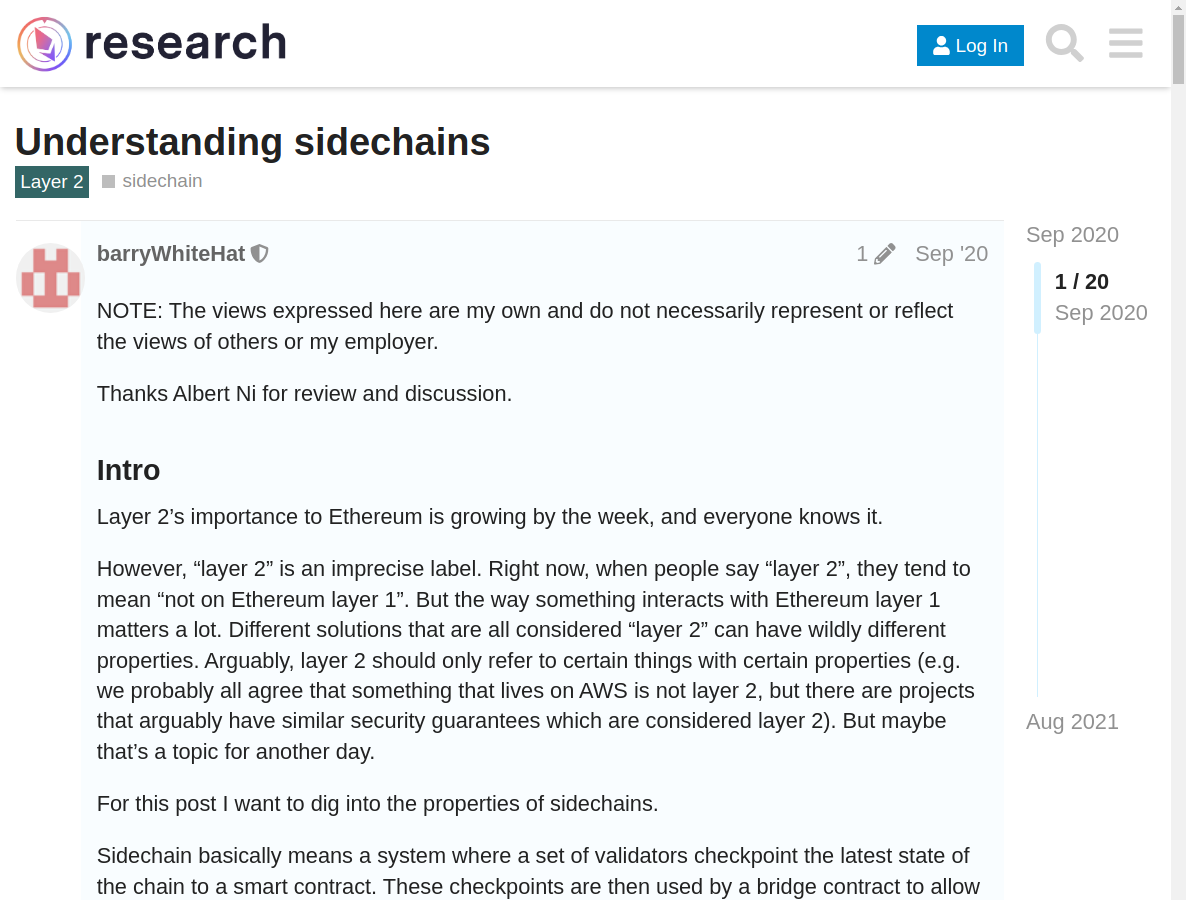 research
Log In
Understanding sidechains
Layer 2 sidechain
barryWhiteHat 1 Sep '20
NOTE: The views expressed here are my own and do not necessarily represent or reflect
the views of others or my employer.
Thanks Albert Ni for review and discussion.
Intro
Layer 2’s importance to Ethereum is growing by the week, and everyone knows it.
However, “layer 2” is an imprecise label. Right now, when people say “layer 2”, they tend to
mean “not on Ethereum layer 1”. But the way something interacts with Ethereum layer 1
matters a lot. Different solutions that are all considered “layer 2” can have wildly different
properties. Arguably, layer 2 should only refer to certain things with certain properties (e.g.
we probably all agree that something that lives on AWS is not layer 2, but there are projects
that arguably have similar security guarantees which are considered layer 2). But maybe
that’s a topic for another day.
For this post I want to dig into the properties of sidechains.
Sidechain basically means a system where a set of validators checkpoint the latest state of
the chain to a smart contract. These checkpoints are then used by a bridge contract to allow
Sep 2020
1 / 20
Sep 2020
Aug 2021